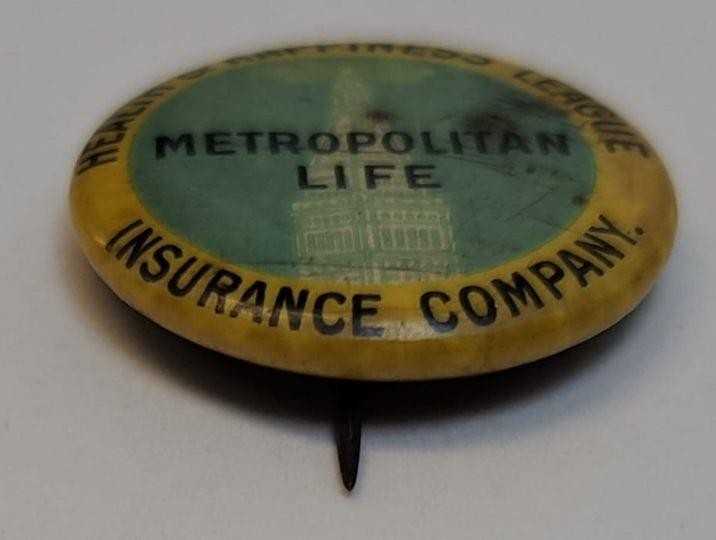 HEALTH & HAPPINESS LEAGUE
METROPOLITAN
LIFE
INSURANCE COMPANY.